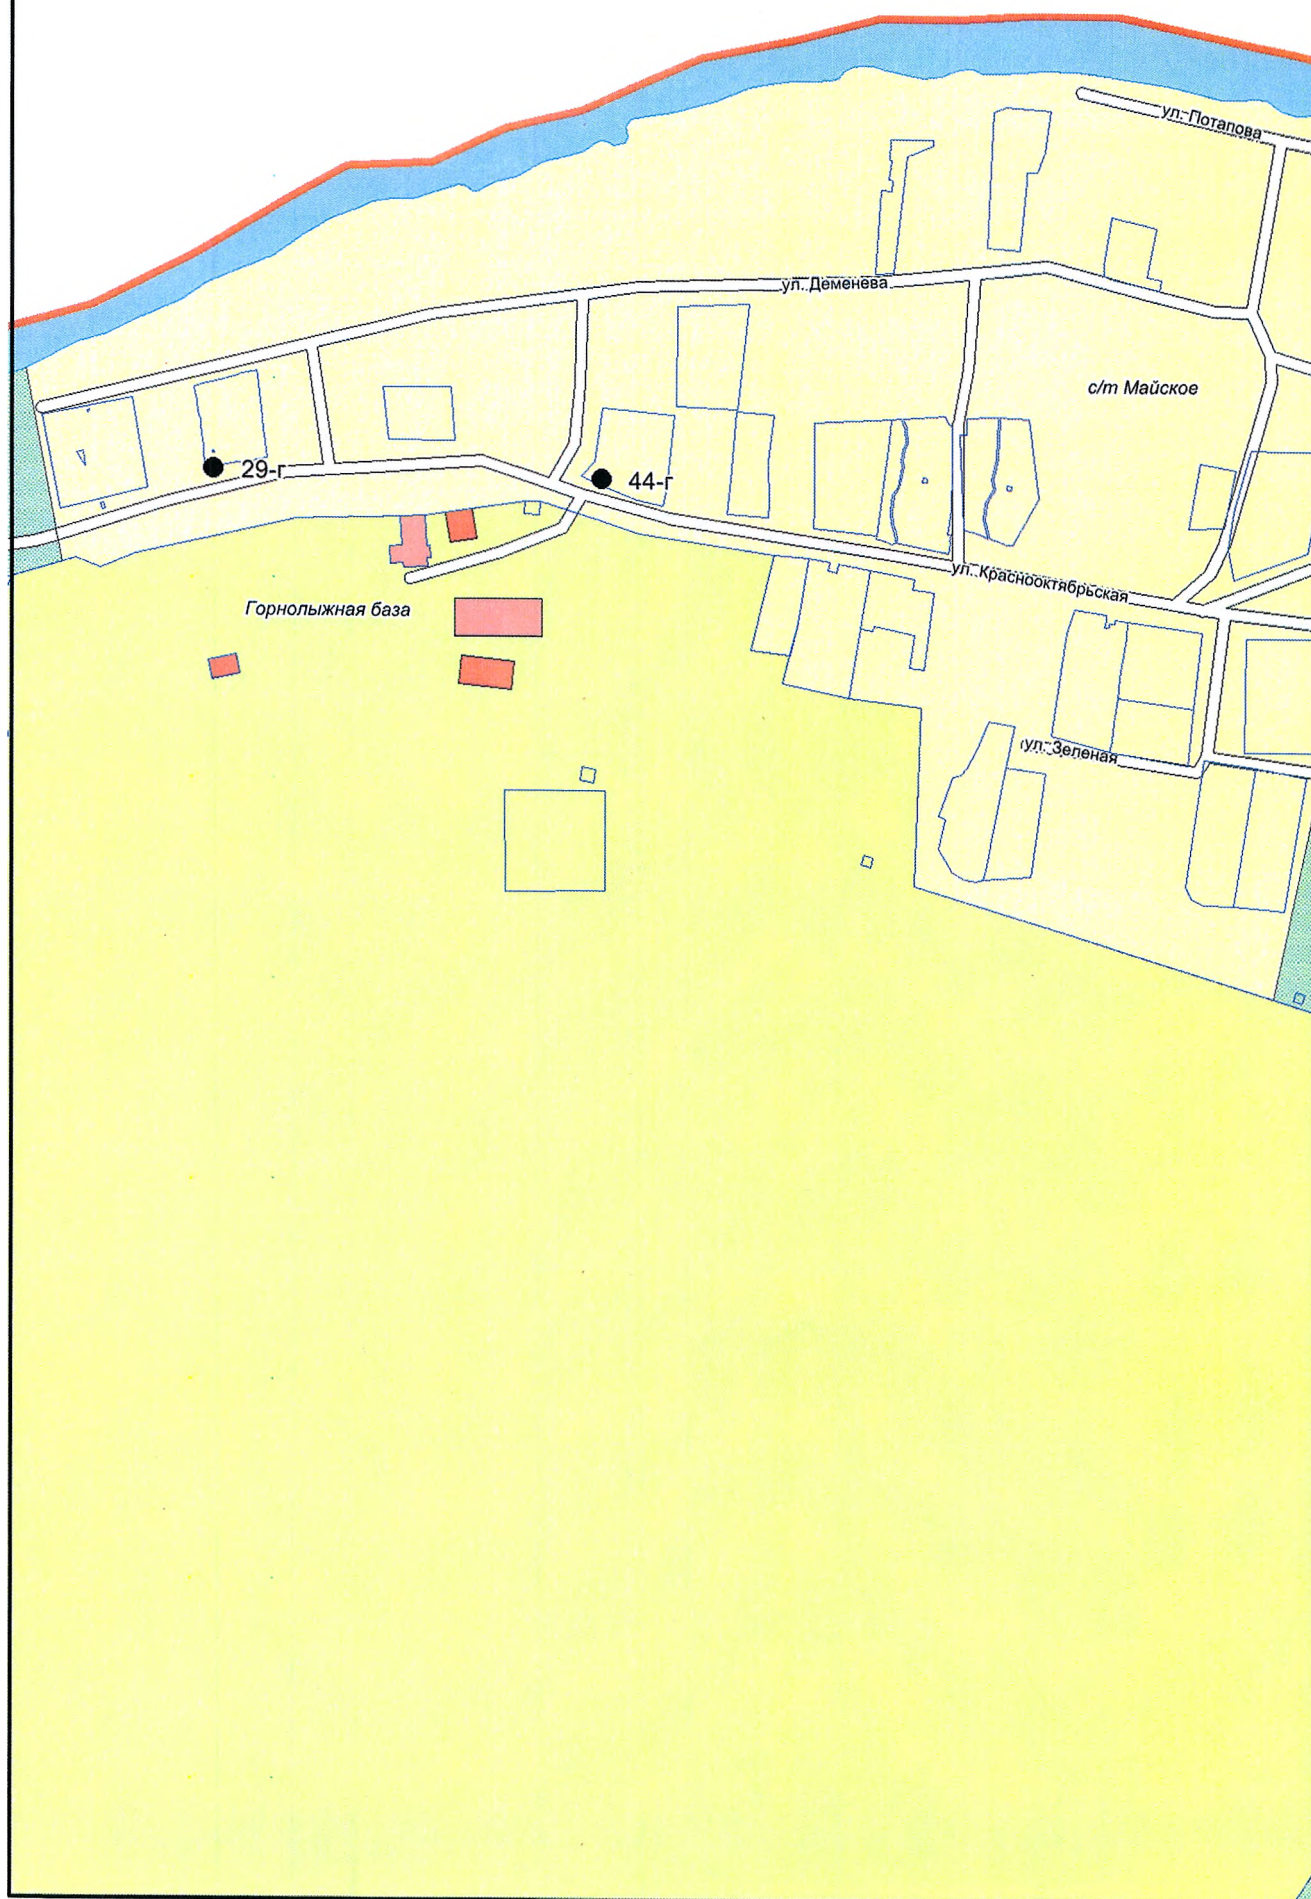 ул. Потапова
ул. Деменева
с/т Майское
29-г
44-г
ул. Краснооктябрьская
Горнолыжная база
ул. Зеленая